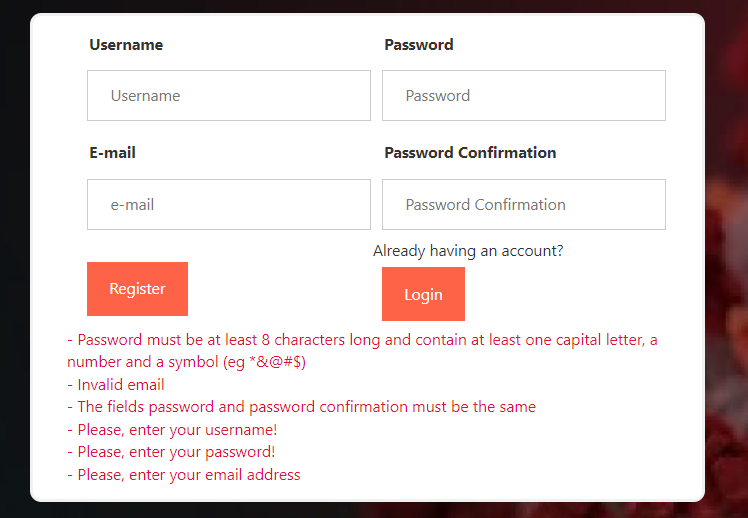 Username
Password
Username
Password
E-mail
Password Confirmation
e-mail
Password Confirmation
Already having an account?
Register
Login
- Password must be at least 8 characters long and contain at least one capital letter, a
number and a symbol (eg *&@#$)
- Invalid email
- The fields password and password confirmation must be the same
- Please, enter your username!
- Please, enter your password!
- Please, enter your email address